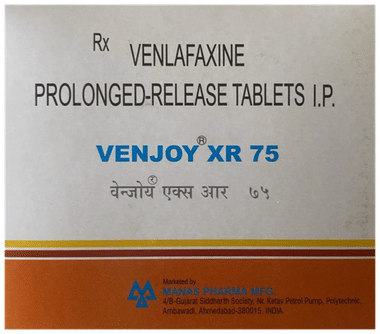 Rx VENLAFAXINE
PROLONGED-RELEASE TABLETS I.P.
VENJOY® XR 75
वेन्जोय® एक्स आर ७५
Marketed by
MANAS PHARMA MFG.
4/B-Gujarat Siddharth Society, Nr. Ketav Petrol Pump, Polytechnic,
Ambawadi, Ahmedabad-380015, INDIA.